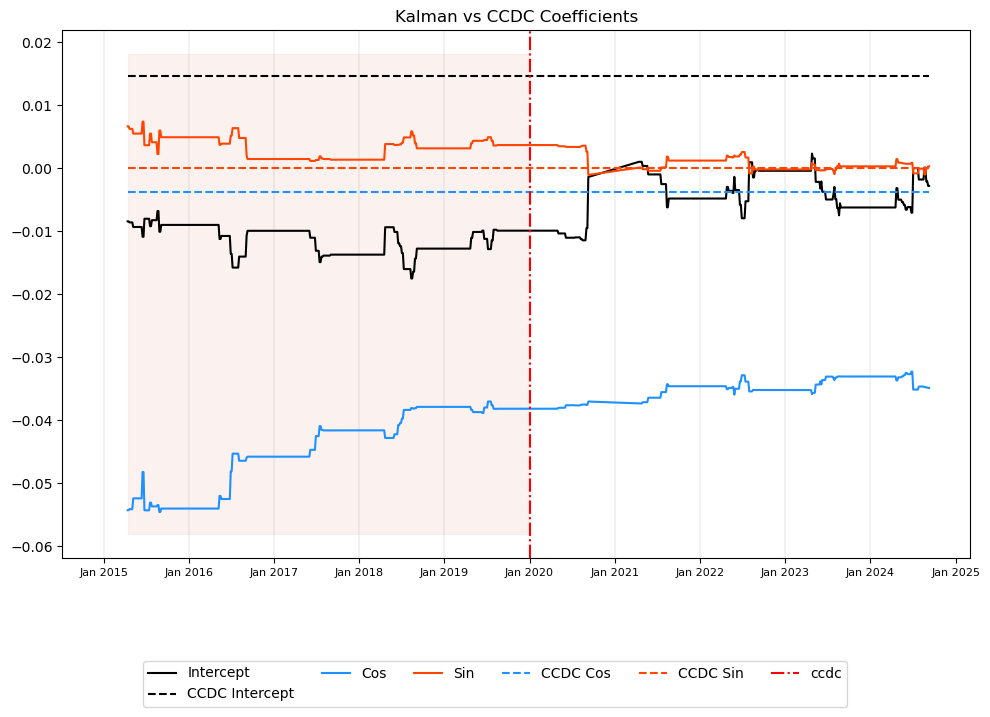 Kalman vs CCDC Coefficients
0.02
0.01
0.00
−0.01
−0.02
−0.03
−0.04
−0.05
−0.06
Jan 2015 Jan 2016 Jan 2017 Jan 2018 Jan 2019 Jan 2020 Jan 2021 Jan 2022 Jan 2023 Jan 2024 Jan 2025
Intercept Cos Sin CCDC Cos CCDC Sin ccdc
CCDC Intercept